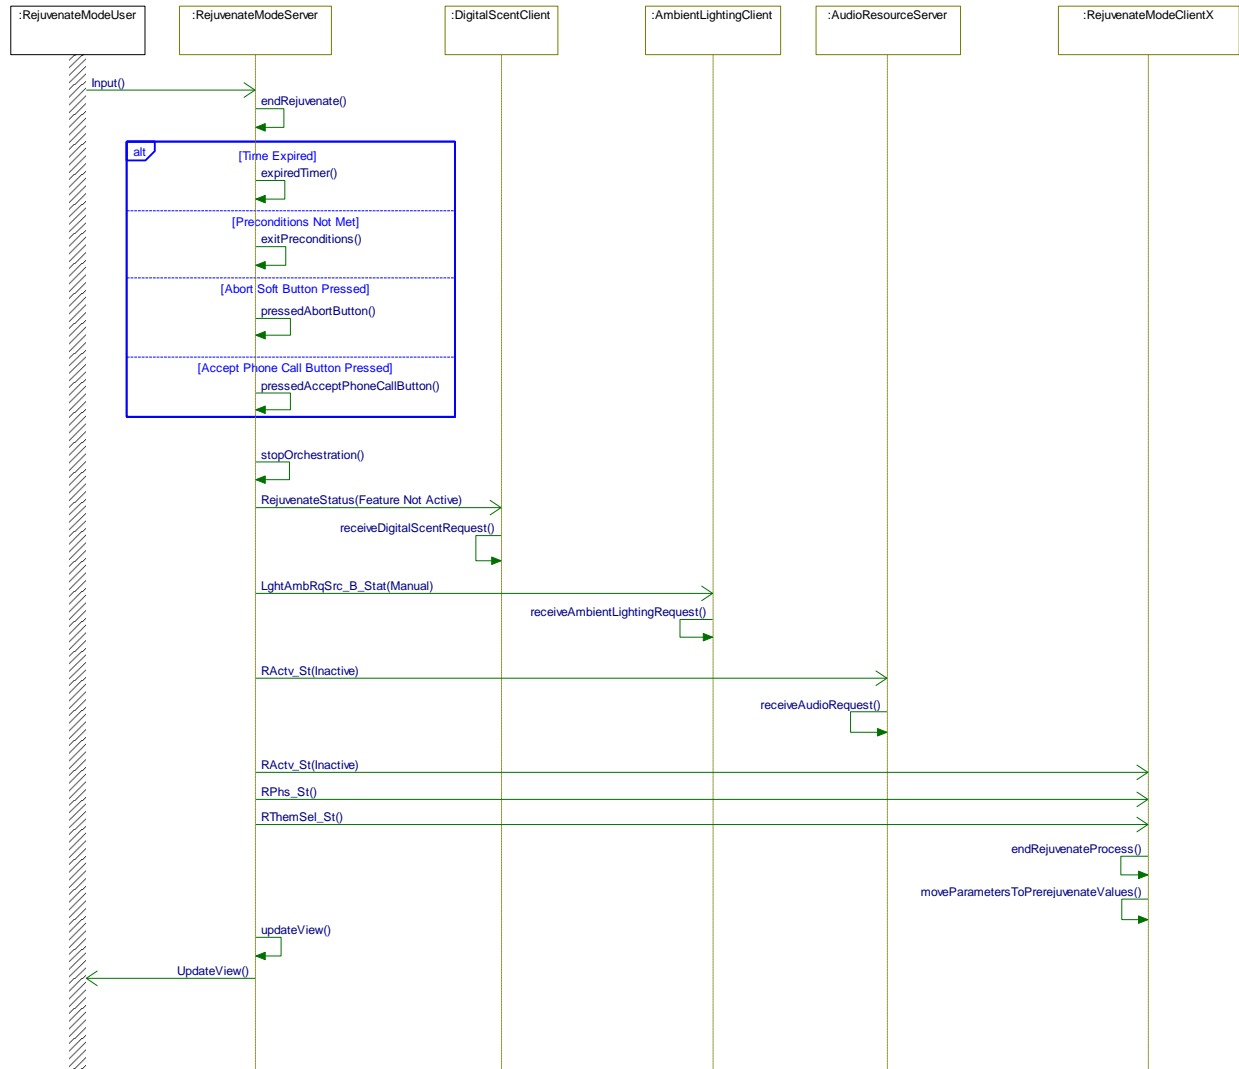 :RejuvenateModeUser
:RejuvenateModeServer
:DigitalScentClient
:AmbientLightingClient
:AudioResourceServer
:RejuvenateModeClientX
Input()
endRejuvenate()
alt
[Time Expired]
expiredTimer()
[Preconditions Not Met]
exitPreconditions()
[Abort Soft Button Pressed]
pressedAbortButton()
[Accept Phone Call Button Pressed]
pressedAcceptPhoneCallButton()
stopOrchestration()
RejuvenateStatus(Feature Not Active)
receiveDigitalScentRequest()
LghtAmbRqSrc_B_Stat(Manual)
receiveAmbientLightingRequest()
RActv_St(Inactive)
receiveAudioRequest()
RActv_St(Inactive)
RPhs_St()
RThemSel_St()
endRejuvenateProcess()
moveParametersToPrerejuvenateValues()
updateView()
UpdateView()